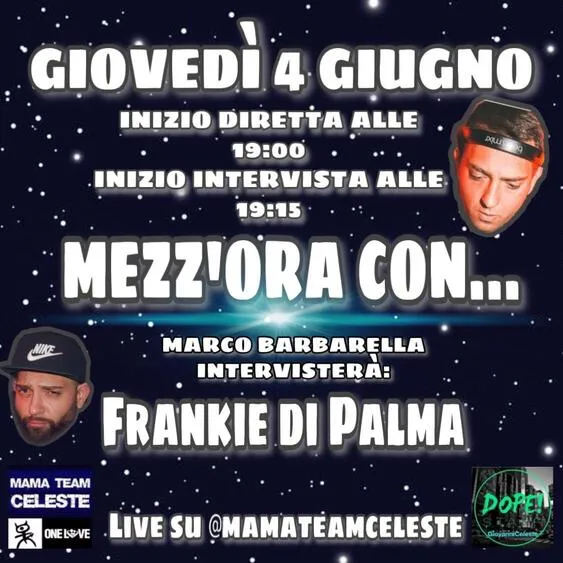 GIOVEDÌ 4 GIUGNO
INIZIO DIRETTA ALLE
19:00
INIZIO INTERVISTA ALLE
19:15
MEZZ'ORA CON...
MARCO BARBARELLA
INTERVISTERÀ:
FRANKIE DI PALMA
NIKE
MAMA TEAM
CELESTE
ONE LOVE
LIVE SU @MAMATEAMCELESTE
DOPE!
GiovanniCeleste